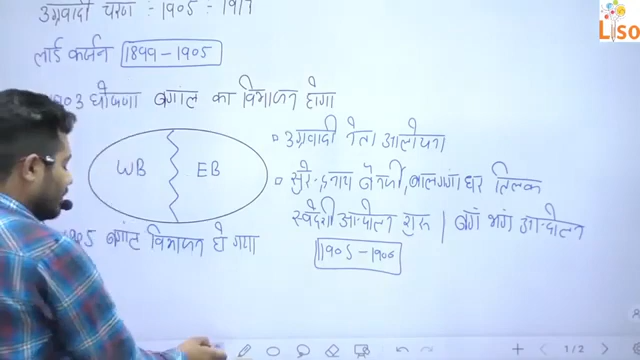 उग्रवादी चरण :- 1905 - 1917
Liso
लार्ड कर्जन 1899-1905
1903 घोषणा बंगाल का विभाजन होगा
WB EB
उग्रवादी नेता आलोचना
सुरेन्द्रनाथ बेनर्जी, बालगंगाधर तिलक
स्वदेशी आन्दोलन शुरू | बंग भंग आन्दोलन
1905 बंगाल विभाजन हो गया
1905-1906
1/2